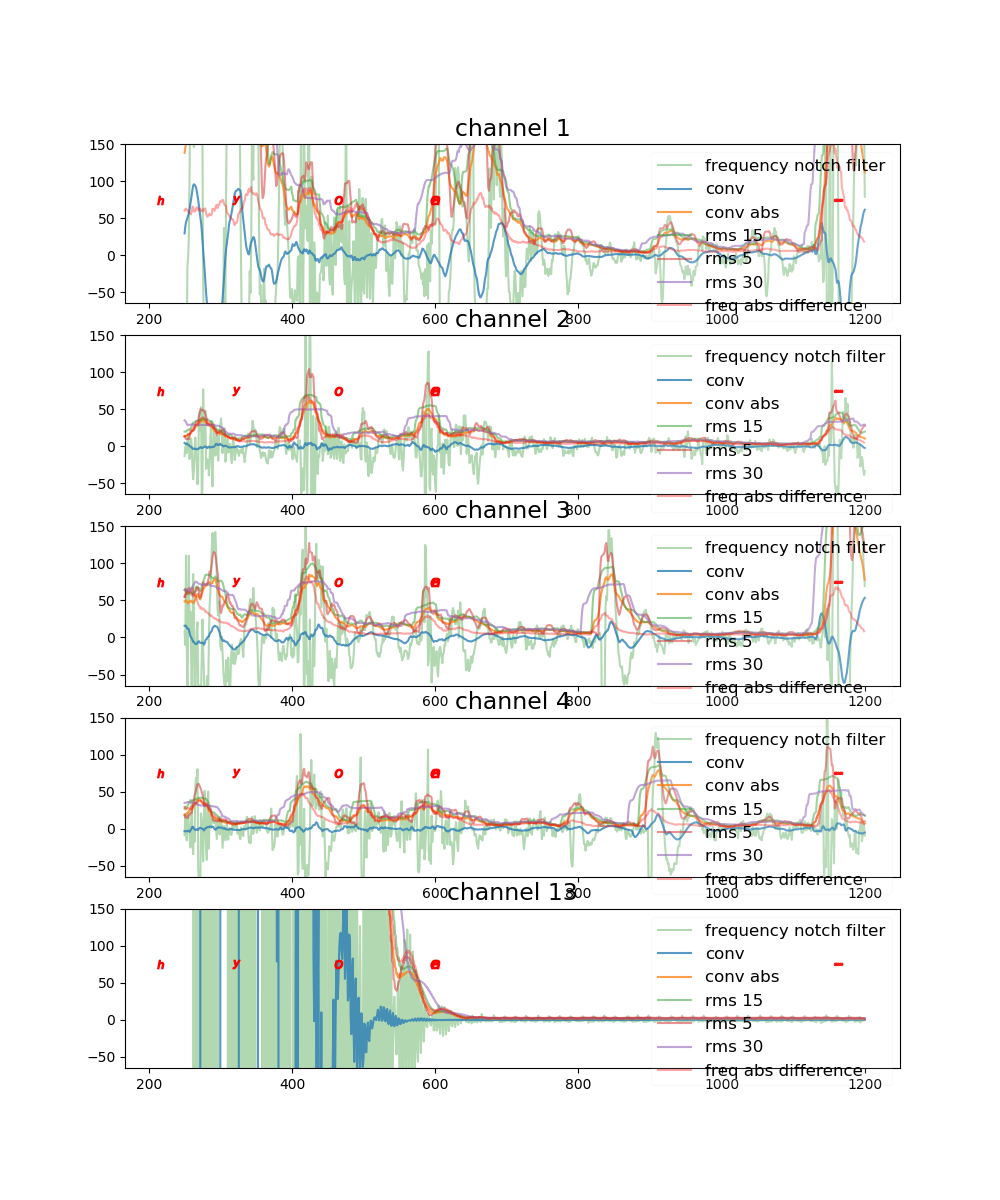 channel 1
150
100
50
0
−50
h y o e −
frequency notch filter
conv
conv abs
rms 15
rms 5
rms 30
freq abs difference
200 400 600 800 1000 1200
channel 2
150
100
50
0
−50
h y o e −
frequency notch filter
conv
conv abs
rms 15
rms 5
rms 30
freq abs difference
200 400 600 800 1000 1200
channel 3
150
100
50
0
−50
h y o e −
frequency notch filter
conv
conv abs
rms 15
rms 5
rms 30
freq abs difference
200 400 600 800 1000 1200
channel 4
150
100
50
0
−50
h y o e −
frequency notch filter
conv
conv abs
rms 15
rms 5
rms 30
freq abs difference
200 400 600 800 1000 1200
channel 13
150
100
50
0
−50
h y o e −
frequency notch filter
conv
conv abs
rms 15
rms 5
rms 30
freq abs difference
200 400 600 800 1000 1200